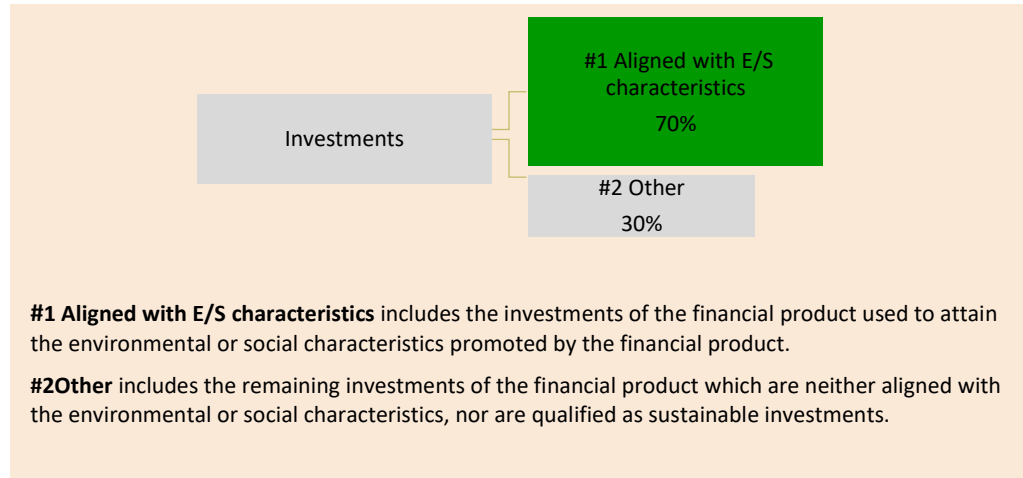 #1 Aligned with E/S
characteristics
70%
Investments
#2 Other
30%
#1 Aligned with E/S characteristics includes the investments of the financial product used to attain
the environmental or social characteristics promoted by the financial product.
#2Other includes the remaining investments of the financial product which are neither aligned with
the environmental or social characteristics, nor are qualified as sustainable investments.